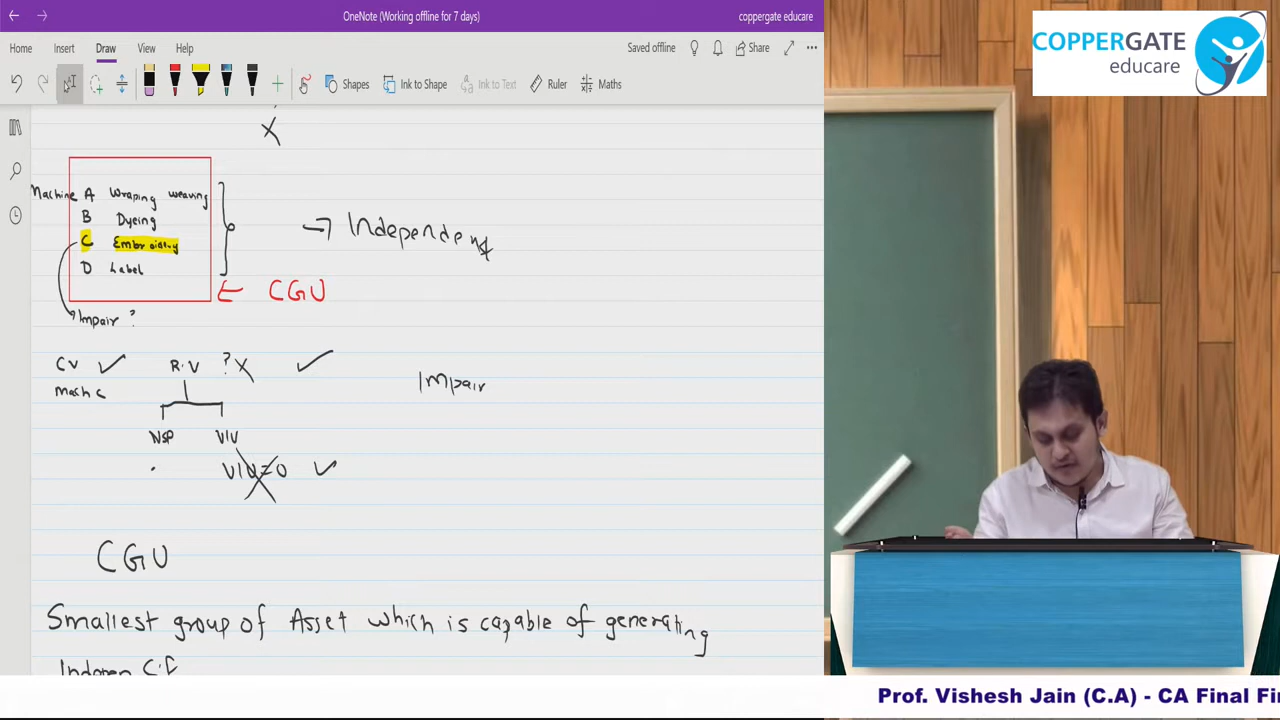 OneNote (Working offline for 7 days)
coppergate educare
Home Insert Draw View Help
Saved offline Share
Shapes Ink to Shape Ink to Text Ruler Maths
X
Machine A Wraping weaving
B Dyeing
C Embroidery
D Label
→ Independent
← CGU
Impair ?
CV ✓ R.V ? X ✓
Mach C
Impair
NSP VIU
VIU=0 ✓
CGU
Smallest group of Asset which is capable of generating
Indepen C.F
COPPERGATE
educare
Prof. Vishesh Jain (C.A) - CA Final Fi